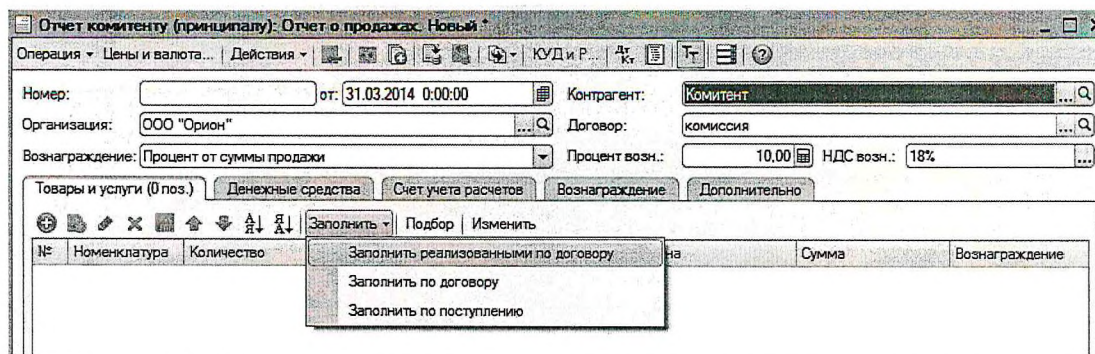 Отчет комитенту (принципалу): Отчет о продажах. Новый *
Операция Цены и валюта... Действия КУДиР... Дт Кт Тт ?
Номер: от: 31.03.2014 0:00:00 Контрагент: Комитент ...
Организация: ООО "Орион" ... Договор: комиссия ...
Вознаграждение: Процент от суммы продажи Процент возн.: 10,00 НДС возн.: 18% ...
Товары и услуги (0 поз.) Денежные средства Счет учета расчетов Вознаграждение Дополнительно
Заполнить Подбор Изменить
№ Номенклатура Количество на Сумма Вознаграждение
Заполнить реализованными по договору
Заполнить по договору
Заполнить по поступлению